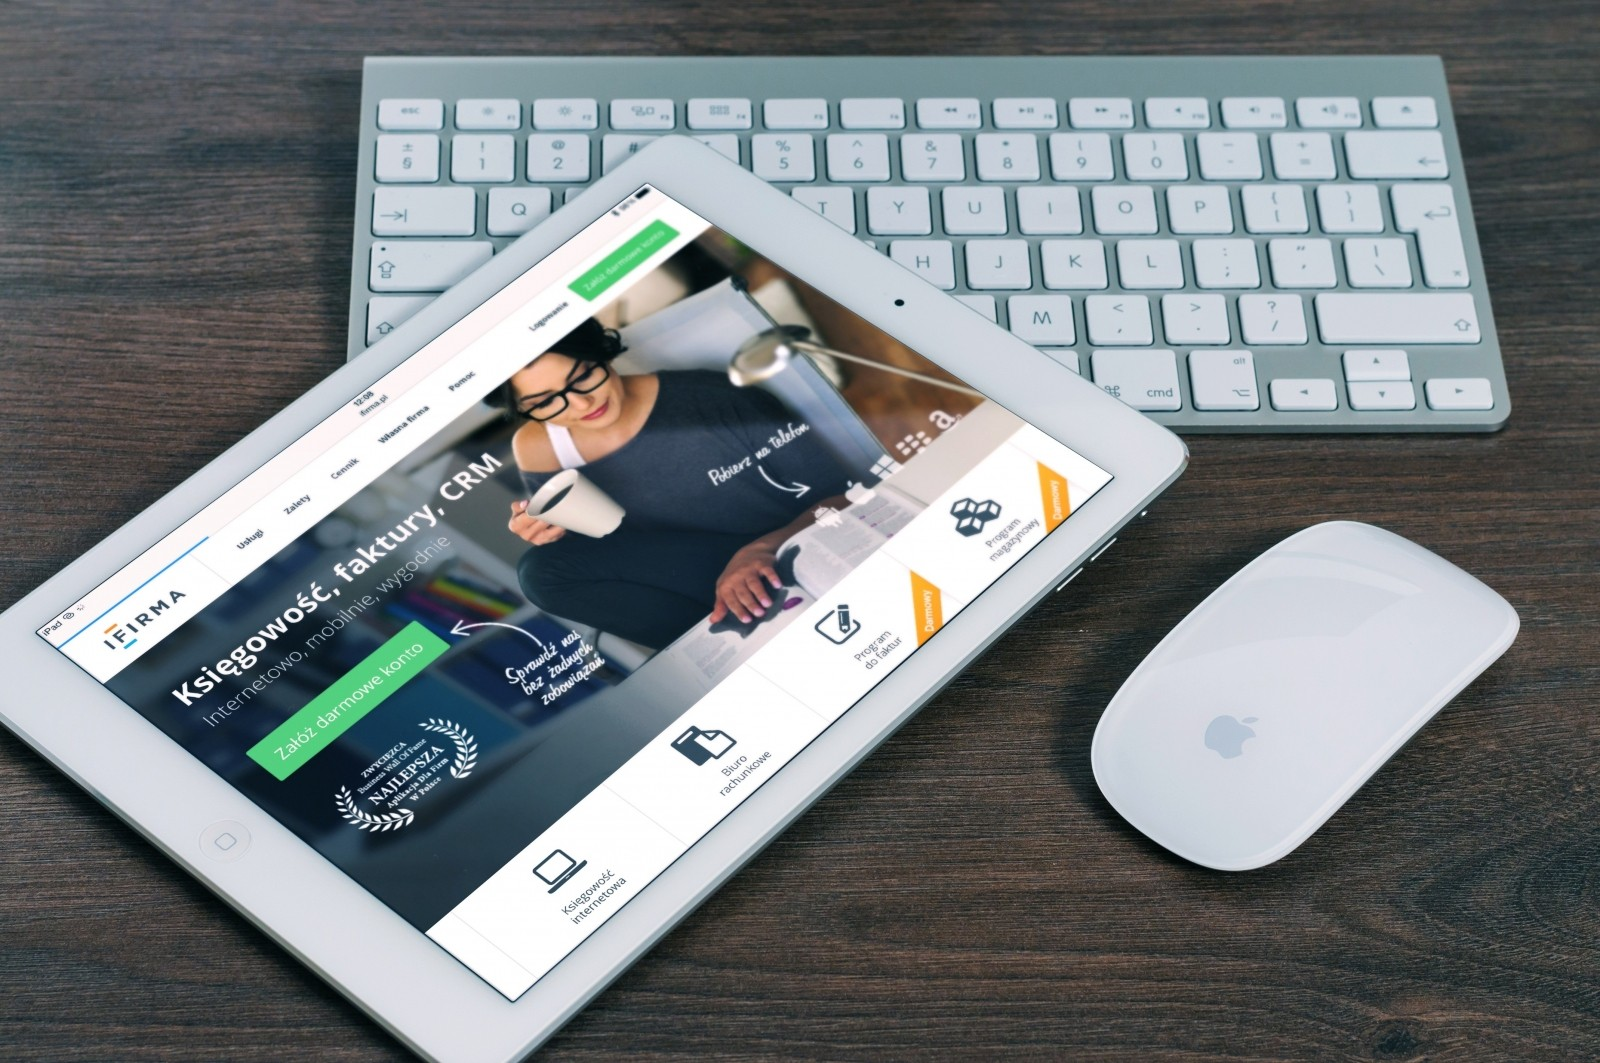 iPad
12:08
ifirma.pl
IFIRMA
Usługi
Zalety
Cennik
Własna firma
Pomoc
Logowanie
Załóż darmowe konto
Księgowość, faktury, CRM
Internetowo, mobilnie, wygodnie
Załóż darmowe konto
Sprawdź nas
bez żadnych
zobowiązań
Pobierz na telefon
a
ZWYCIĘZCA
Business Wall Of Fame
NAJLEPSZA
Aplikacja Dla Firm
W Polsce
Księgowość
internetowa
Biuro
rachunkowe
Program
do faktur
Darmowy
Program
magazynowy
Darmowy
esc F1 F2 F3 F4 F5 F6 F7 F8 F9 F10 F11 F12
± § ! 1 @ 2 # % 5 ^ 6 & 7 * 8 ( 9 ) 0 _ - + =
Q T Y U I O P { [ } ]
H J K L : ; " ' | \
M < , > . ? /
⌘ cmd alt